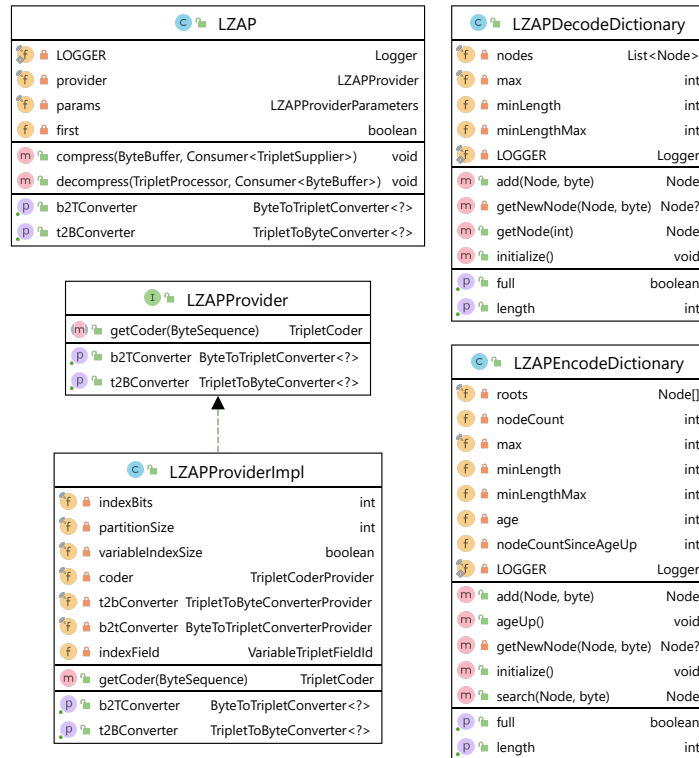 LZAP
LOGGER Logger
provider LZAPProvider
params LZAPProviderParameters
first boolean
compress(ByteBuffer, Consumer<TripletSupplier>) void
decompress(TripletProcessor, Consumer<ByteBuffer>) void
b2TConverter ByteToTripletConverter<?>
t2BConverter TripletToByteConverter<?>
LZAPProvider
getCoder(ByteSequence) TripletCoder
b2TConverter ByteToTripletConverter<?>
t2BConverter TripletToByteConverter<?>
LZAPProviderImpl
indexBits int
partitionSize int
variableIndexSize boolean
coder TripletCoderProvider
t2bConverter TripletToByteConverterProvider
b2tConverter ByteToTripletConverterProvider
indexField VariableTripletFieldId
getCoder(ByteSequence) TripletCoder
b2TConverter ByteToTripletConverter<?>
t2BConverter TripletToByteConverter<?>
LZAPDecodeDictionary
nodes List<Node>
max int
minLength int
minLengthMax int
LOGGER Logger
add(Node, byte) Node
getNewNode(Node, byte) Node?
getNode(int) Node
initialize() void
full boolean
length int
LZAPEncodeDictionary
roots Node[]
nodeCount int
max int
minLength int
minLengthMax int
age int
nodeCountSinceAgeUp int
LOGGER Logger
add(Node, byte) Node
ageUp() void
getNewNode(Node, byte) Node?
initialize() void
search(Node, byte) Node
full boolean
length int